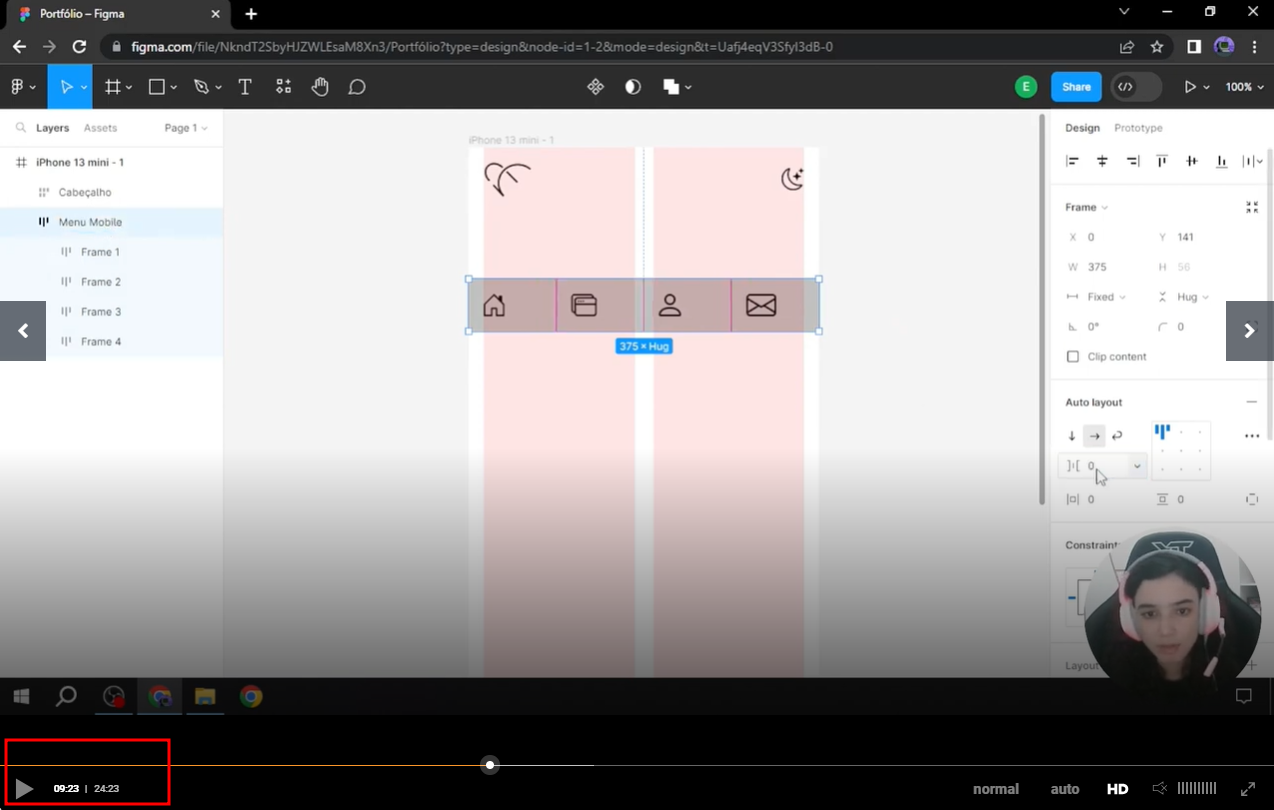 Portfólio – Figma
figma.com/file/NkndT2SbyHJZWLEsaM8Xn3/Portfólio?type=design&node-id=1-2&mode=design&t=Uafj4eqV3SfyI3dB-0
E
Share
100%
Layers Assets Page 1
iPhone 13 mini - 1
Cabeçalho
Menu Mobile
Frame 1
Frame 2
Frame 3
Frame 4
iPhone 13 mini - 1
375 × Hug
Design Prototype
Frame
X 0 Y 141
W 375 H 56
Fixed Hug
0° 0
Clip content
Auto layout
0
0 0
Constraint
Layou
09:23 | 24:23
normal auto HD